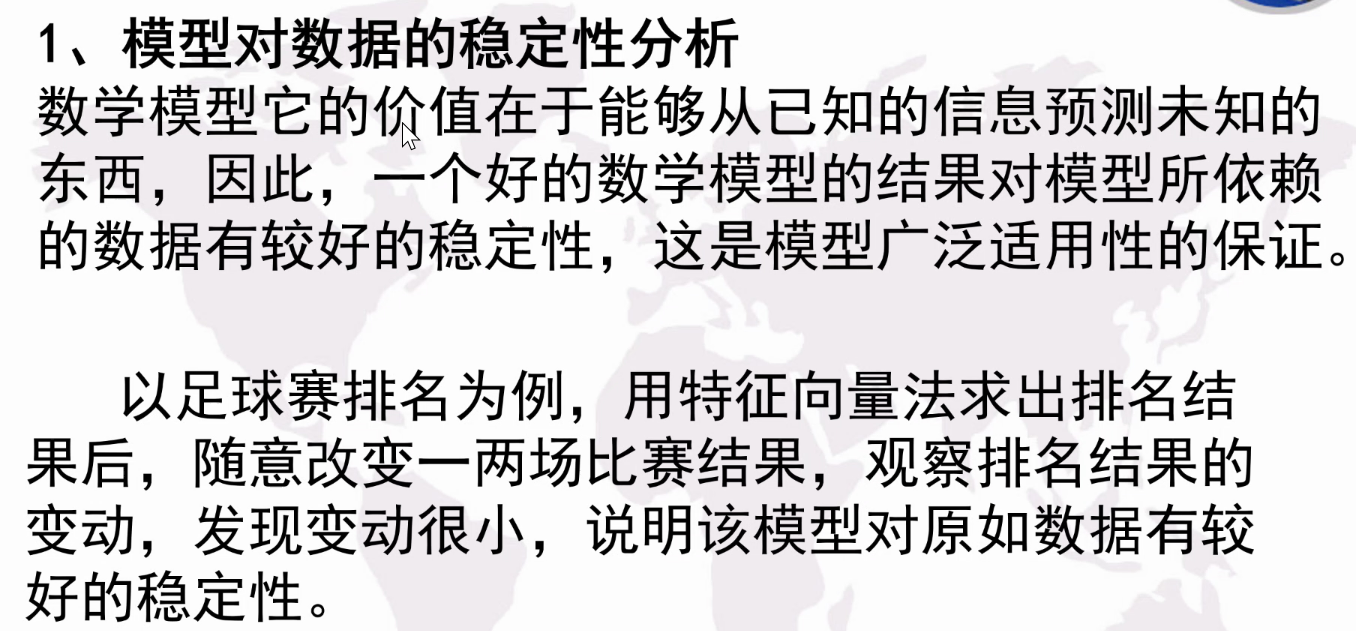 1、模型对数据的稳定性分析
数学模型它的价值在于能够从已知的信息预测未知的
东西，因此，一个好的数学模型的结果对模型所依赖
的数据有较好的稳定性，这是模型广泛适用性的保证。
以足球赛排名为例，用特征向量法求出排名结
果后，随意改变一两场比赛结果，观察排名结果的
变动，发现变动很小，说明该模型对原如数据有较
好的稳定性。